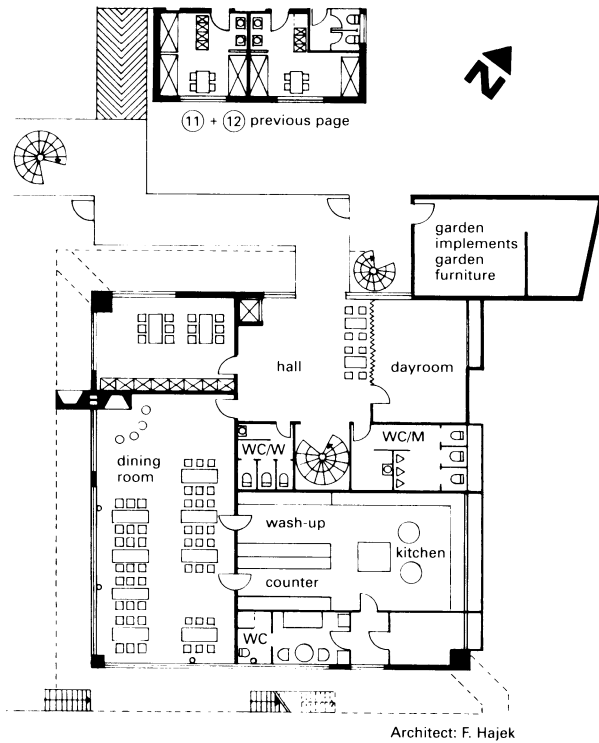 N
11 + 12 previous page
garden
implements
garden
furniture
hall
dayroom
WC/W
WC/M
dining
room
wash-up
kitchen
counter
WC
Architect: F. Hajek